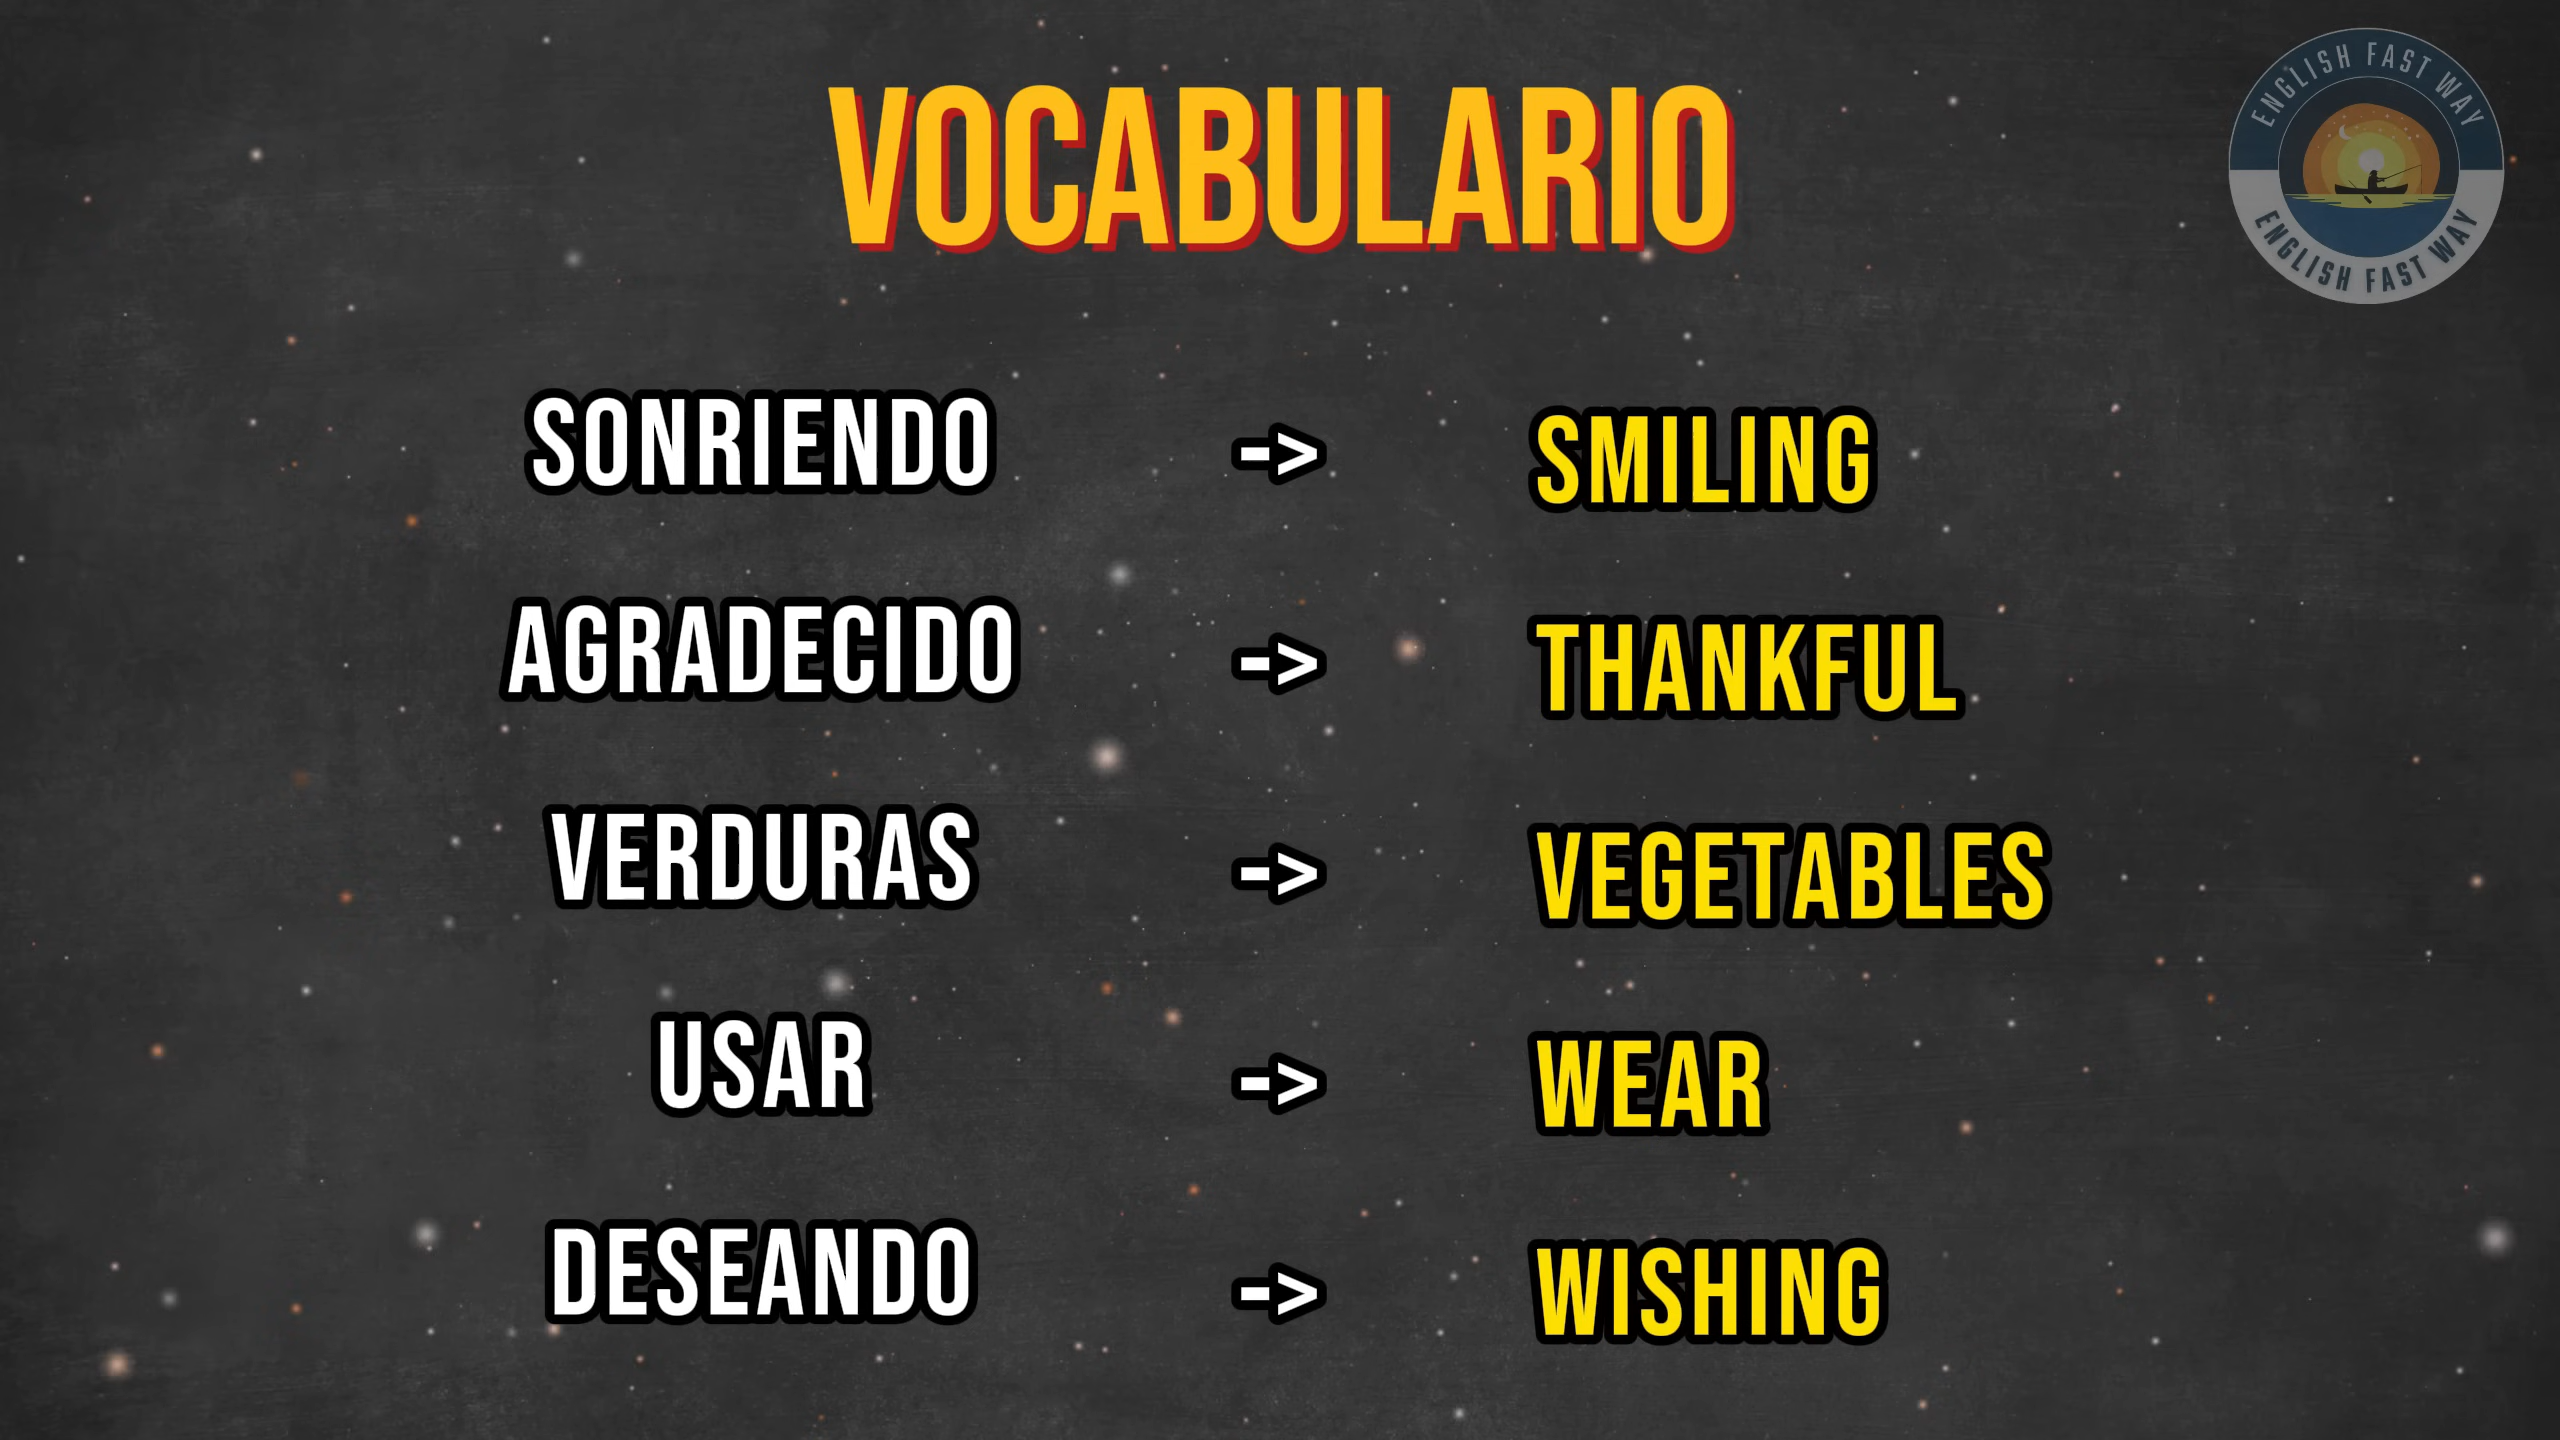 VOCABULARIO
ENGLISH FAST WAY
ENGLISH FAST WAY
SONRIENDO -> SMILING
AGRADECIDO -> THANKFUL
VERDURAS -> VEGETABLES
USAR -> WEAR
DESEANDO -> WISHING